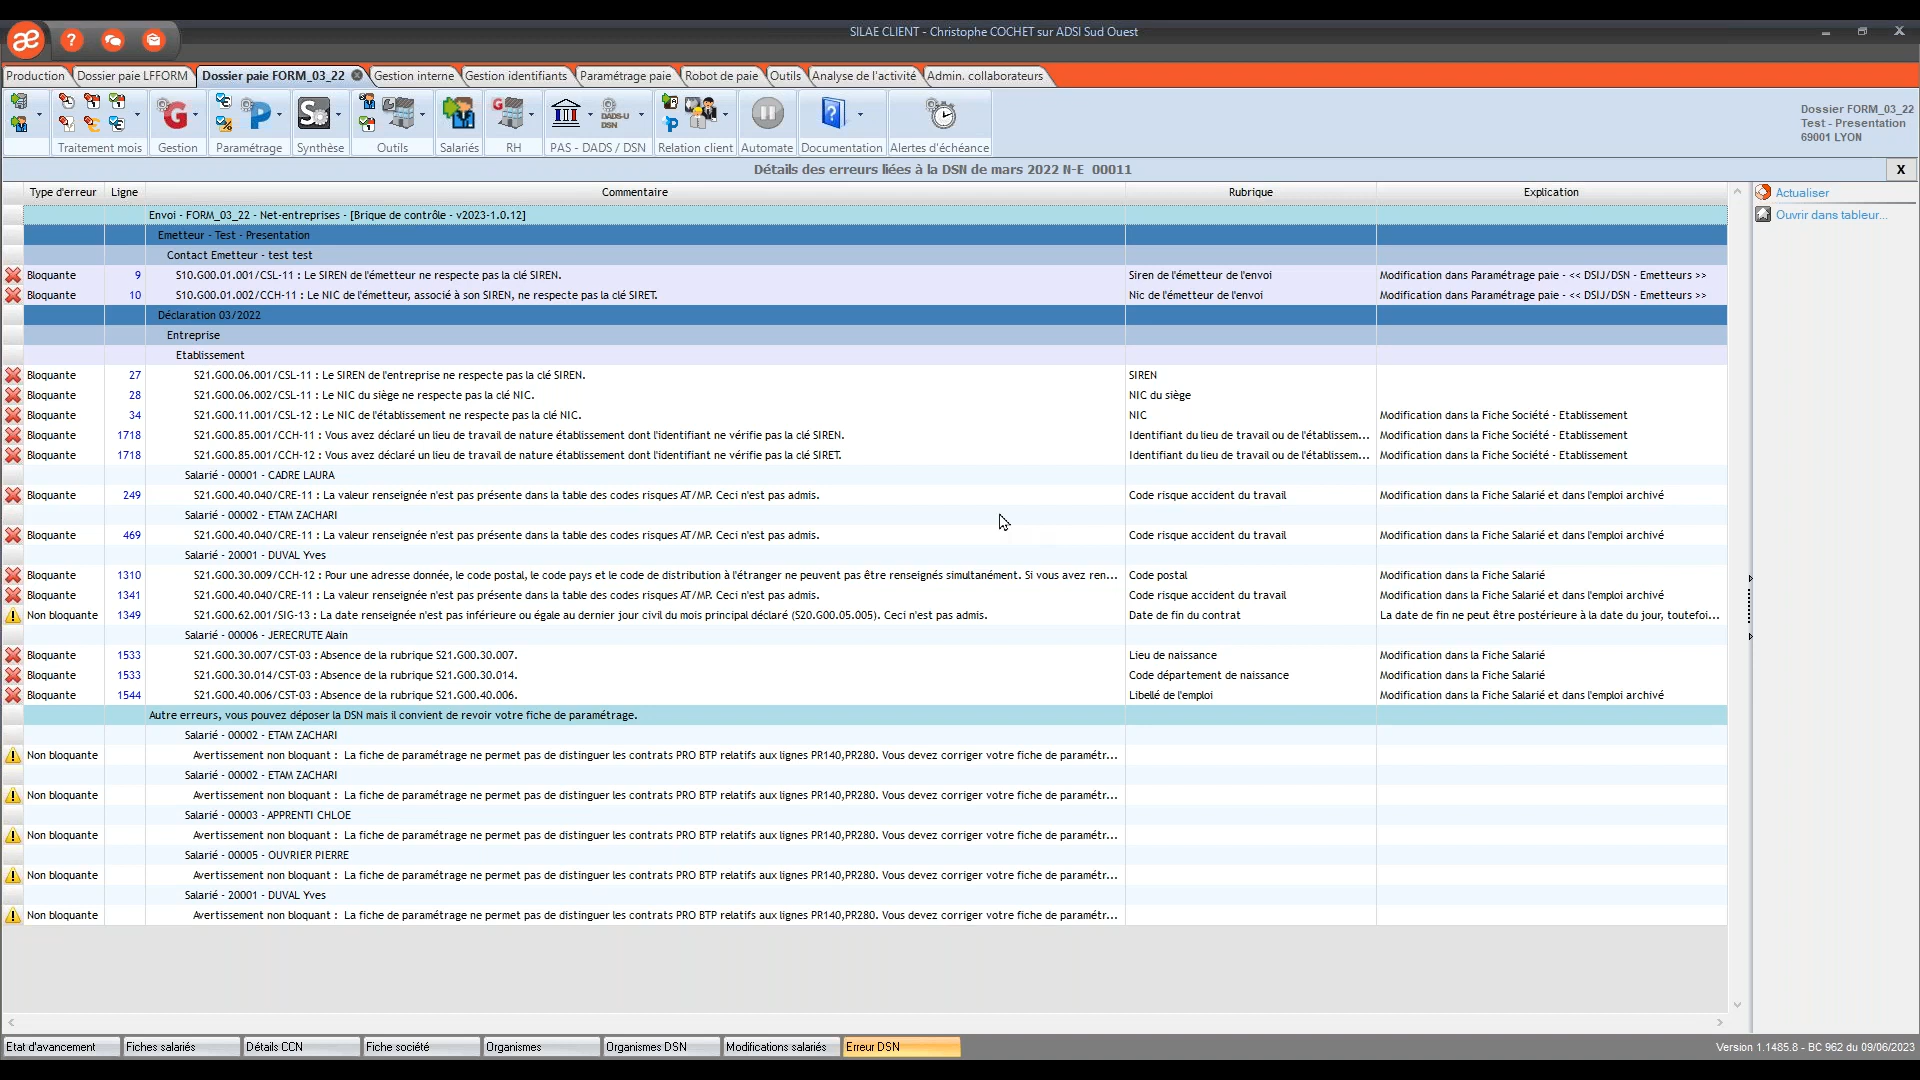 SILAE CLIENT - Christophe COCHET sur ADSI Sud Ouest
Production
Dossier paie LFFORM
Dossier paie FORM_03_22
Gestion interne
Gestion identifiants
Paramétrage paie
Robot de paie
Outils
Analyse de l'activité
Admin. collaborateurs
DADS-U
DSN
Traitement mois
Gestion
Paramétrage
Synthèse
Outils
Salariés
RH
PAS - DADS / DSN
Relation client
Automate
Documentation
Alertes d'échéance
Dossier FORM_03_22
Test - Presentation
69001 LYON
Détails des erreurs liées à la DSN de mars 2022 N-E 00011
X
Type d'erreur Ligne Commentaire Rubrique Explication
Envoi - FORM_03_22 - Net-entreprises - [Brique de contrôle - v2023-1.0.12]
Emetteur - Test - Presentation
Contact Emetteur - test test
Bloquante 9 S10.G00.01.001/CSL-11 : Le SIREN de l'émetteur ne respecte pas la clé SIREN. Siren de l'émetteur de l'envoi Modification dans Paramétrage paie - << DSIJ/DSN - Emetteurs >>
Bloquante 10 S10.G00.01.002/CCH-11 : Le NIC de l'émetteur, associé à son SIREN, ne respecte pas la clé SIRET. Nic de l'émetteur de l'envoi Modification dans Paramétrage paie - << DSIJ/DSN - Emetteurs >>
Déclaration 03/2022
Entreprise
Etablissement
Bloquante 27 S21.G00.06.001/CSL-11 : Le SIREN de l'entreprise ne respecte pas la clé SIREN. SIREN
Bloquante 28 S21.G00.06.002/CSL-11 : Le NIC du siège ne respecte pas la clé NIC. NIC du siège
Bloquante 34 S21.G00.11.001/CSL-12 : Le NIC de l'établissement ne respecte pas la clé NIC. NIC Modification dans la Fiche Société - Etablissement
Bloquante 1718 S21.G00.85.001/CCH-11 : Vous avez déclaré un lieu de travail de nature établissement dont l'identifiant ne vérifie pas la clé SIREN. Identifiant du lieu de travail ou de l'établissem... Modification dans la Fiche Société - Etablissement
Bloquante 1718 S21.G00.85.001/CCH-12 : Vous avez déclaré un lieu de travail de nature établissement dont l'identifiant ne vérifie pas la clé SIRET. Identifiant du lieu de travail ou de l'établissem... Modification dans la Fiche Société - Etablissement
Salarié - 00001 - CADRE LAURA
Bloquante 249 S21.G00.40.040/CRE-11 : La valeur renseignée n'est pas présente dans la table des codes risques AT/MP. Ceci n'est pas admis. Code risque accident du travail Modification dans la Fiche Salarié et dans l'emploi archivé
Salarié - 00002 - ETAM ZACHARI
Bloquante 469 S21.G00.40.040/CRE-11 : La valeur renseignée n'est pas présente dans la table des codes risques AT/MP. Ceci n'est pas admis. Code risque accident du travail Modification dans la Fiche Salarié et dans l'emploi archivé
Salarié - 20001 - DUVAL Yves
Bloquante 1310 S21.G00.30.009/CCH-12 : Pour une adresse donnée, le code postal, le code pays et le code de distribution à l'étranger ne peuvent pas être renseignés simultanément. Si vous avez ren... Code postal Modification dans la Fiche Salarié
Bloquante 1341 S21.G00.40.040/CRE-11 : La valeur renseignée n'est pas présente dans la table des codes risques AT/MP. Ceci n'est pas admis. Code risque accident du travail Modification dans la Fiche Salarié et dans l'emploi archivé
Non bloquante 1349 S21.G00.62.001/SIG-13 : La date renseignée n'est pas inférieure ou égale au dernier jour civil du mois principal déclaré (S20.G00.05.005). Ceci n'est pas admis. Date de fin du contrat La date de fin ne peut être postérieure à la date du jour, toutefoi...
Salarié - 00006 - JERECRUTE Alain
Bloquante 1533 S21.G00.30.007/CST-03 : Absence de la rubrique S21.G00.30.007. Lieu de naissance Modification dans la Fiche Salarié
Bloquante 1533 S21.G00.30.014/CST-03 : Absence de la rubrique S21.G00.30.014. Code département de naissance Modification dans la Fiche Salarié
Bloquante 1544 S21.G00.40.006/CST-03 : Absence de la rubrique S21.G00.40.006. Libellé de l'emploi Modification dans la Fiche Salarié et dans l'emploi archivé
Autre erreurs, vous pouvez déposer la DSN mais il convient de revoir votre fiche de paramétrage.
Salarié - 00002 - ETAM ZACHARI
Non bloquante Avertissement non bloquant : La fiche de paramétrage ne permet pas de distinguer les contrats PRO BTP relatifs aux lignes PR140,PR280. Vous devez corriger votre fiche de paramétr...
Salarié - 00002 - ETAM ZACHARI
Non bloquante Avertissement non bloquant : La fiche de paramétrage ne permet pas de distinguer les contrats PRO BTP relatifs aux lignes PR140,PR280. Vous devez corriger votre fiche de paramétr...
Salarié - 00003 - APPRENTI CHLOE
Non bloquante Avertissement non bloquant : La fiche de paramétrage ne permet pas de distinguer les contrats PRO BTP relatifs aux lignes PR140,PR280. Vous devez corriger votre fiche de paramétr...
Salarié - 00005 - OUVRIER PIERRE
Non bloquante Avertissement non bloquant : La fiche de paramétrage ne permet pas de distinguer les contrats PRO BTP relatifs aux lignes PR140,PR280. Vous devez corriger votre fiche de paramétr...
Salarié - 20001 - DUVAL Yves
Non bloquante Avertissement non bloquant : La fiche de paramétrage ne permet pas de distinguer les contrats PRO BTP relatifs aux lignes PR140,PR280. Vous devez corriger votre fiche de paramétr...
Actualiser
Ouvrir dans tableur...
Etat d'avancement
Fiches salariés
Détails CCN
Fiche société
Organismes
Organismes DSN
Modifications salariés
Erreur DSN
Version 1.1485.8 - BC 962 du 09/06/2023